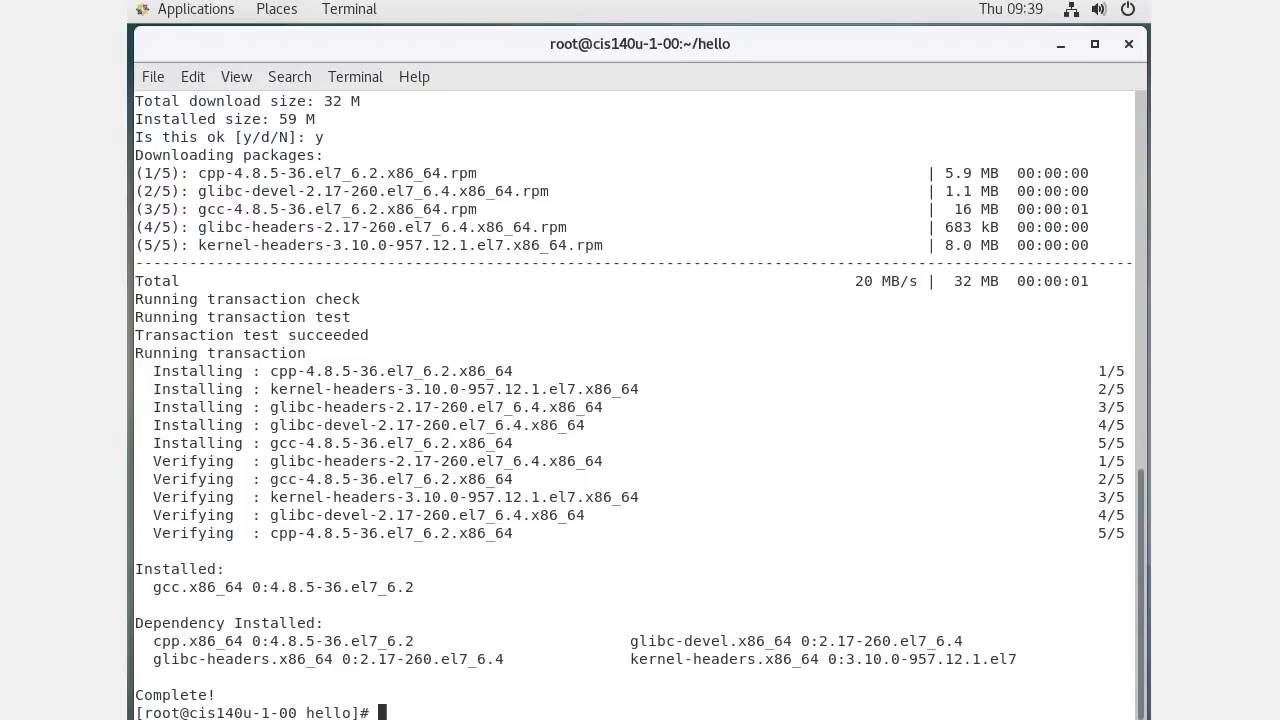 Applications Places Terminal Thu 09:39
root@cis140u-1-00:~/hello
File Edit View Search Terminal Help
Total download size: 32 M
Installed size: 59 M
Is this ok [y/d/N]: y
Downloading packages:
(1/5): cpp-4.8.5-36.el7_6.2.x86_64.rpm | 5.9 MB 00:00:00
(2/5): glibc-devel-2.17-260.el7_6.4.x86_64.rpm | 1.1 MB 00:00:00
(3/5): gcc-4.8.5-36.el7_6.2.x86_64.rpm | 16 MB 00:00:01
(4/5): glibc-headers-2.17-260.el7_6.4.x86_64.rpm | 683 kB 00:00:00
(5/5): kernel-headers-3.10.0-957.12.1.el7.x86_64.rpm | 8.0 MB 00:00:00
---------------------------------------------------------------------------------------------------------------
Total 20 MB/s | 32 MB 00:00:01
Running transaction check
Running transaction test
Transaction test succeeded
Running transaction
Installing : cpp-4.8.5-36.el7_6.2.x86_64 1/5
Installing : kernel-headers-3.10.0-957.12.1.el7.x86_64 2/5
Installing : glibc-headers-2.17-260.el7_6.4.x86_64 3/5
Installing : glibc-devel-2.17-260.el7_6.4.x86_64 4/5
Installing : gcc-4.8.5-36.el7_6.2.x86_64 5/5
Verifying : glibc-headers-2.17-260.el7_6.4.x86_64 1/5
Verifying : gcc-4.8.5-36.el7_6.2.x86_64 2/5
Verifying : kernel-headers-3.10.0-957.12.1.el7.x86_64 3/5
Verifying : glibc-devel-2.17-260.el7_6.4.x86_64 4/5
Verifying : cpp-4.8.5-36.el7_6.2.x86_64 5/5
Installed:
gcc.x86_64 0:4.8.5-36.el7_6.2
Dependency Installed:
cpp.x86_64 0:4.8.5-36.el7_6.2 glibc-devel.x86_64 0:2.17-260.el7_6.4
glibc-headers.x86_64 0:2.17-260.el7_6.4 kernel-headers.x86_64 0:3.10.0-957.12.1.el7
Complete!
[root@cis140u-1-00 hello]#